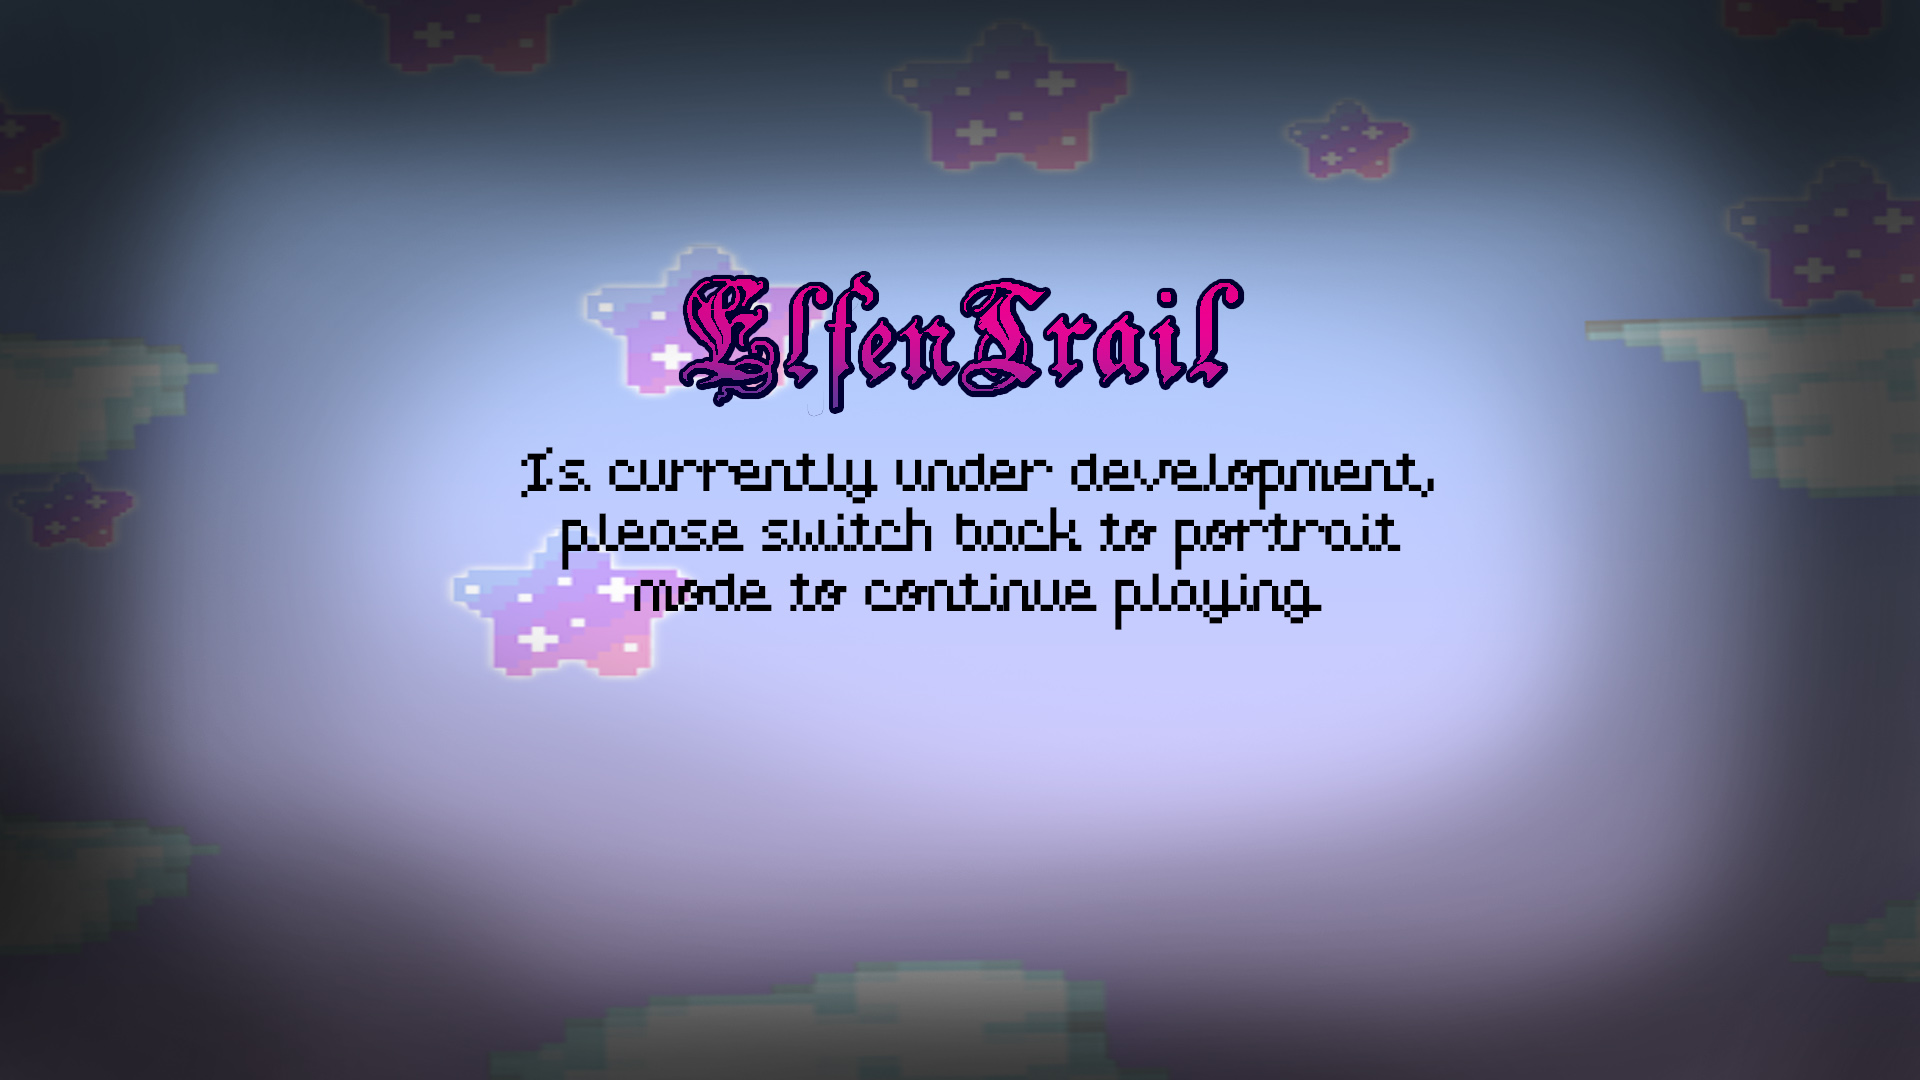 ElfenTrail
Is currently under development,
please switch back to portrait
mode to continue playing